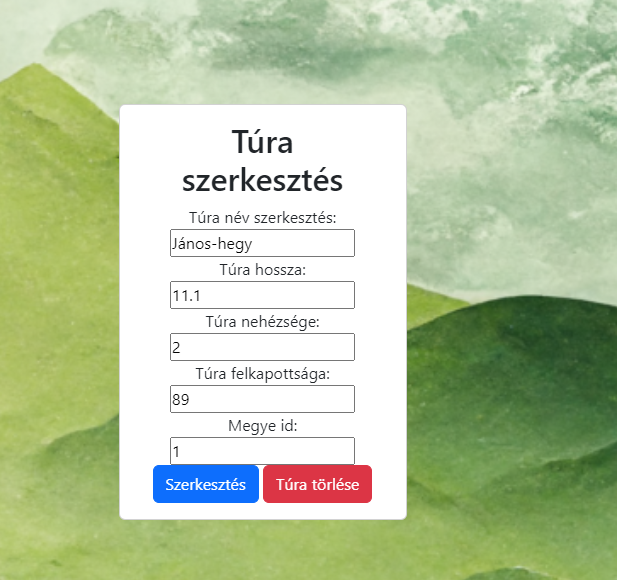 Túra
szerkesztés
Túra név szerkesztés:
János-hegy
Túra hossza:
11.1
Túra nehézsége:
2
Túra felkapottsága:
89
Megye id:
1
Szerkesztés Túra törlése